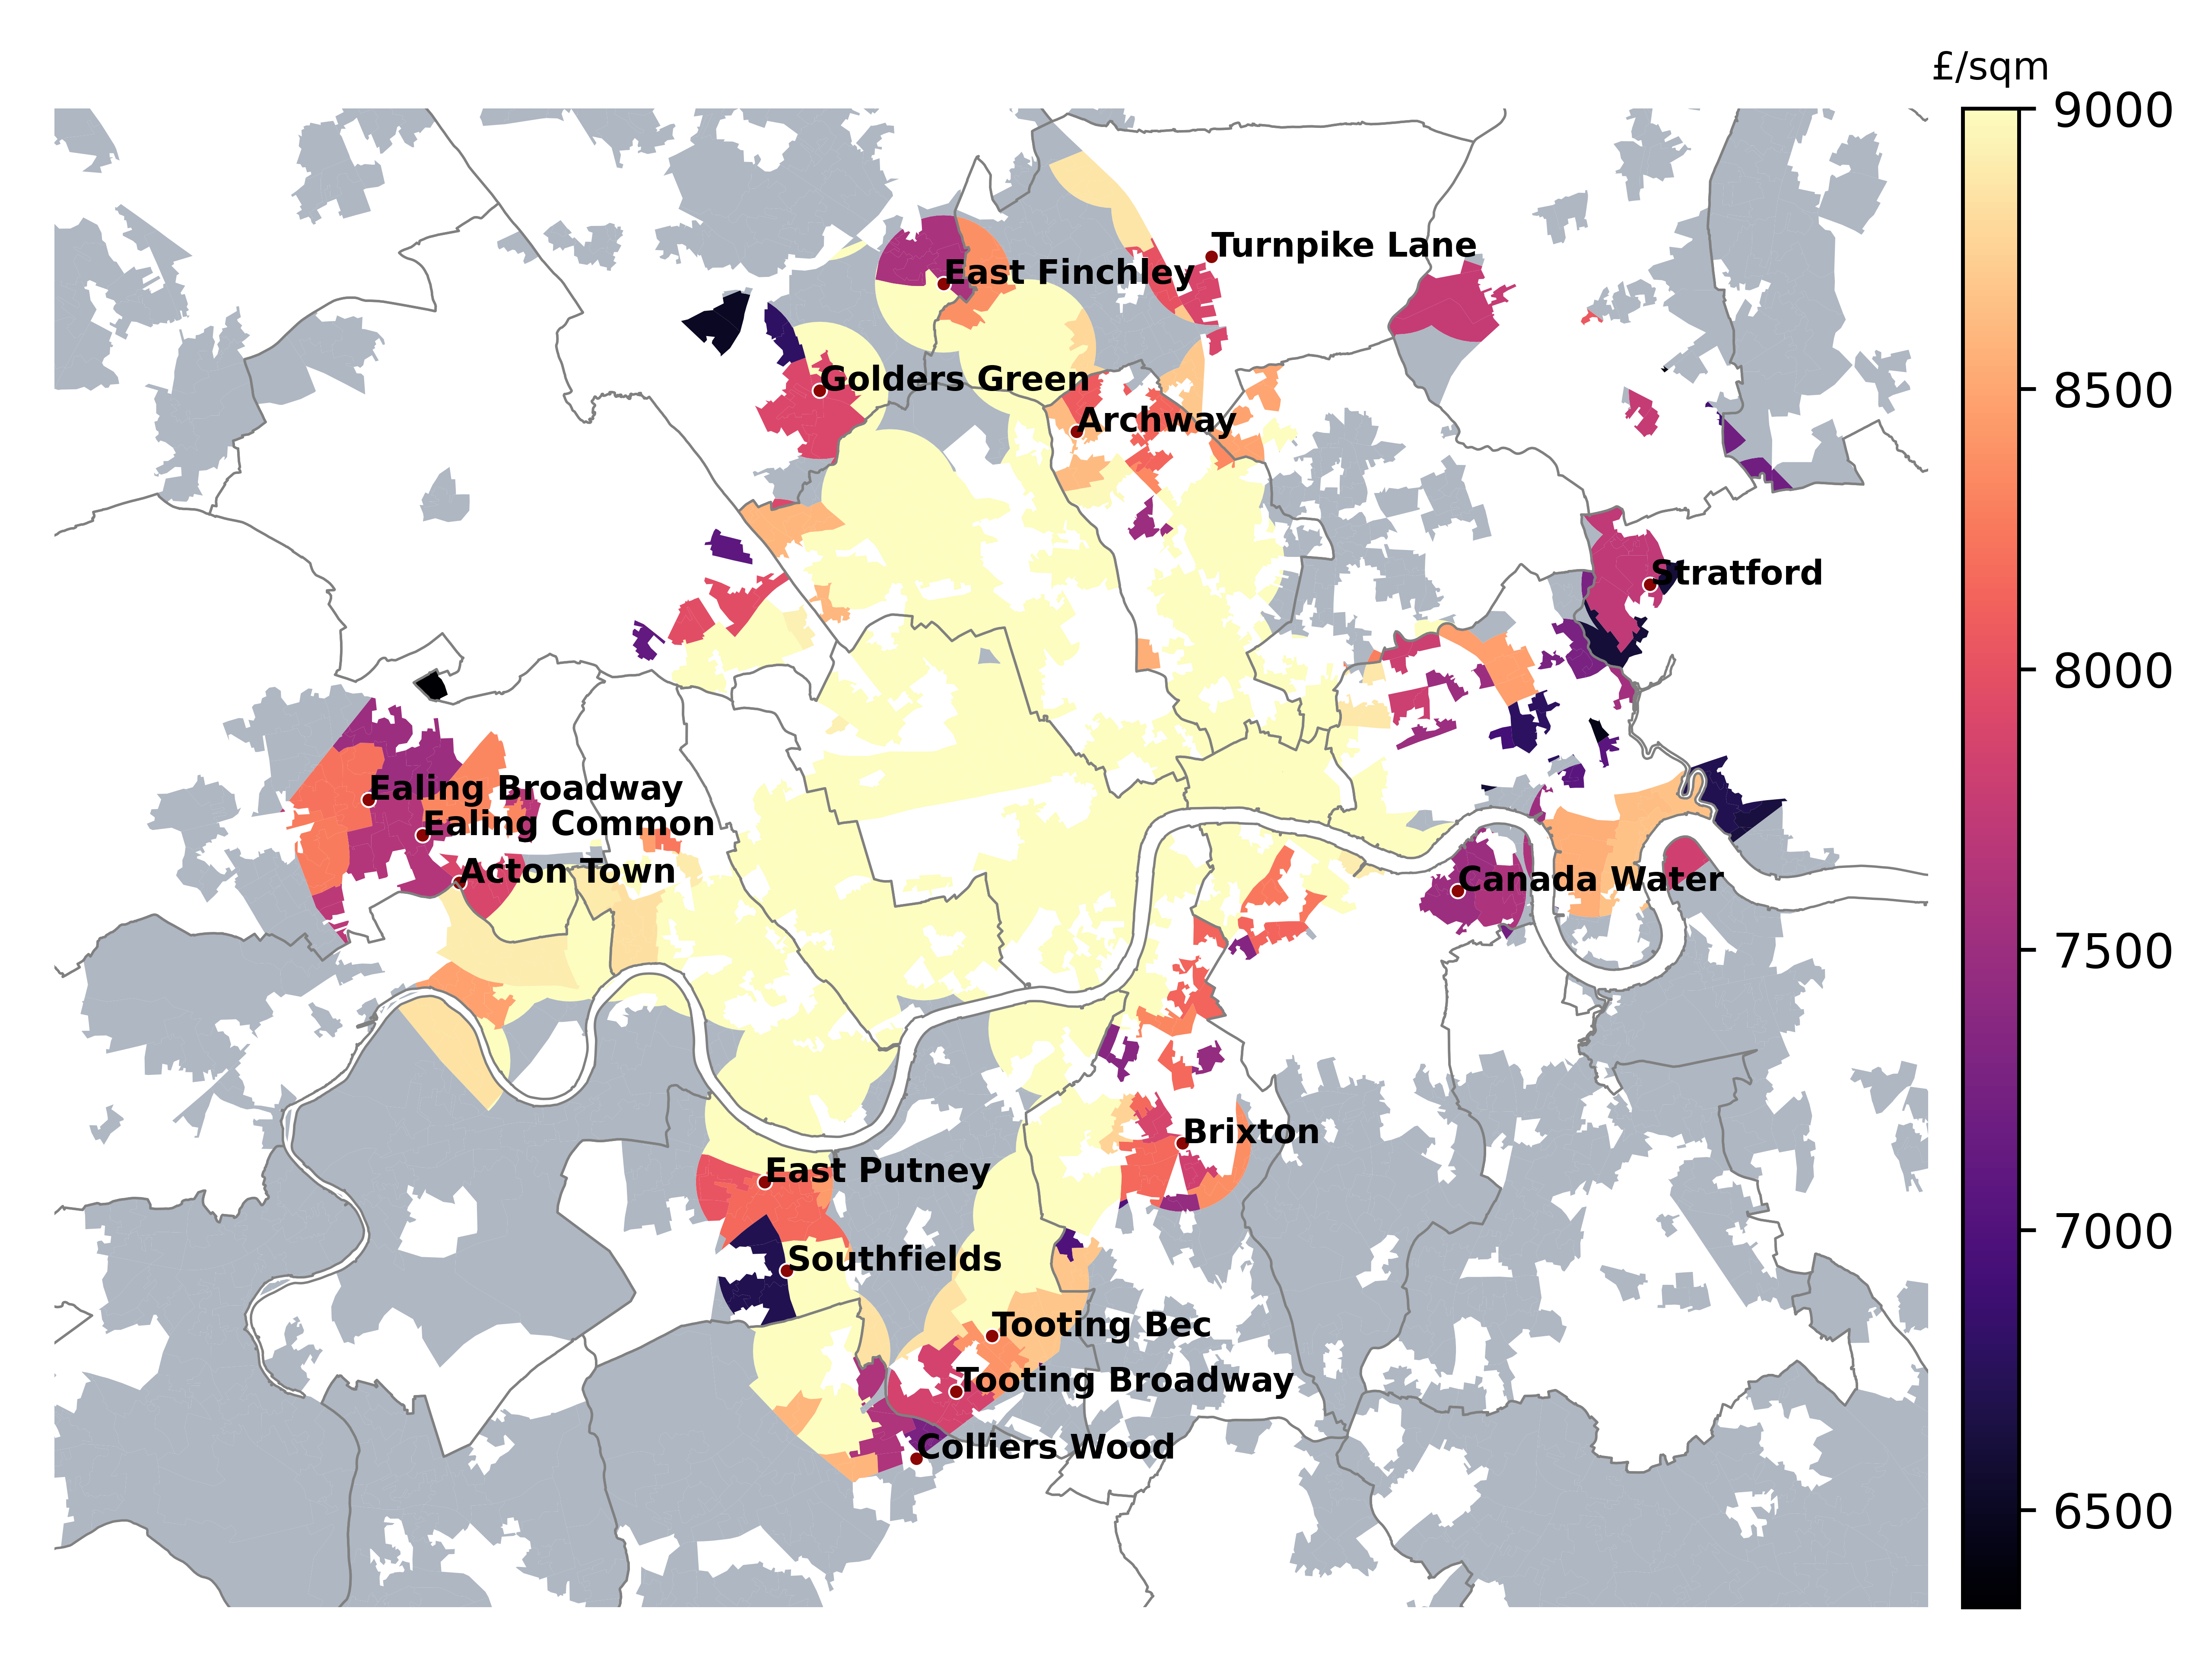 £/sqm
9000
Turnpike Lane
East Finchley
Golders Green
8500
Archway
Stratford
8000
Ealing Broadway
Ealing Common
Acton Town
Canada Water
7500
Brixton
East Putney
7000
Southfields
Tooting Bec
Tooting Broadway
Colliers Wood
6500